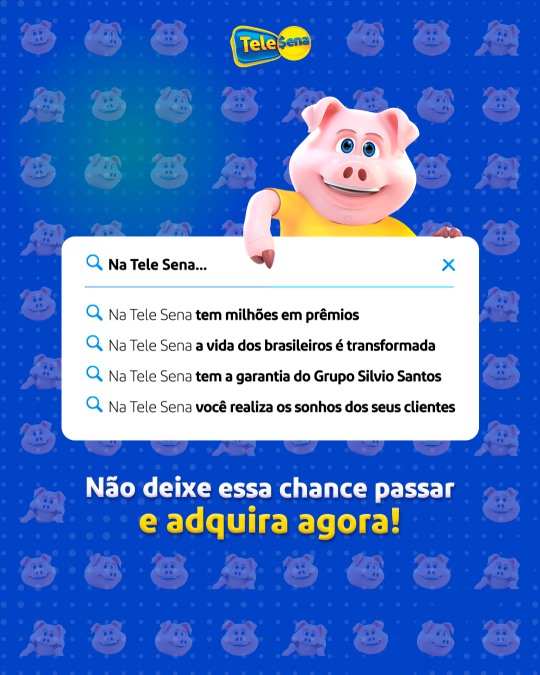 Tele Sena
Na Tele Sena...
Na Tele Sena tem milhões em prêmios
Na Tele Sena a vida dos brasileiros é transformada
Na Tele Sena tem a garantia do Grupo Silvio Santos
Na Tele Sena você realiza os sonhos dos seus clientes
Não deixe essa chance passar
e adquira agora!